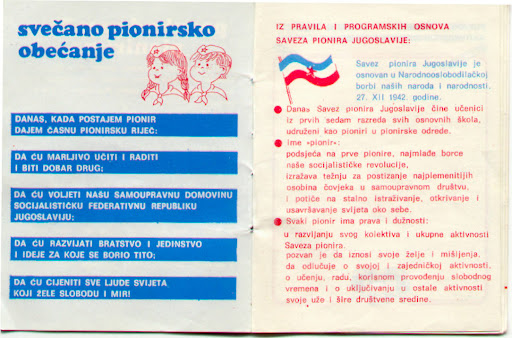 svečano pionirsko
obećanje
DANAS, KADA POSTAJEM PIONIR
DAJEM ČASNU PIONIRSKU RIJEČ:
DA ĆU MARLJIVO UČITI I RADITI
I BITI DOBAR DRUG;
DA ĆU VOLJETI NAŠU SAMOUPRAVNU DOMOVINU
SOCIJALISTIČKU FEDERATIVNU REPUBLIKU
JUGOSLAVIJU;
DA ĆU RAZVIJATI BRATSTVO I JEDINSTVO
I IDEJE ZA KOJE SE BORIO TITO;
DA ĆU CIJENITI SVE LJUDE SVIJETA
KOJI ŽELE SLOBODU I MIR!
IZ PRAVILA I PROGRAMSKIH OSNOVA
SAVEZA PIONIRA JUGOSLAVIJE:
Savez pionira Jugoslavije je
osnovan u Narodnooslobodilačkoj
borbi naših naroda i narodnosti,
27. XII 1942. godine.
Danas Savez pionira Jugoslavije čine učenici
iz prvih sedam razreda svih osnovnih škola,
udruženi kao pioniri u pionirske odrede.
Ime »pionir«:
podsjeća na prve pionire, najmlađe borce
naše socijalističke revolucije,
izražava težnju za postizanje najplemenitijih
osobina čovjeka u samoupravnom društvu,
i potiče na stalno istraživanje, otkrivanje i
usavršavanje svijeta oko sebe.
Svaki pionir ima prava i dužnosti:
u razvijanju svog kolektiva i ukupne aktivnosti
Saveza pionira.
pozvan je da iznosi svoje želje i mišljenja,
da odlučuje o svojoj i zajedničkoj aktivnosti,
o učenju, radu, korisnom provođenju slobodnog
vremena i o uključivanju u ostale aktivnosti
svoje uže i šire društvene sredine.